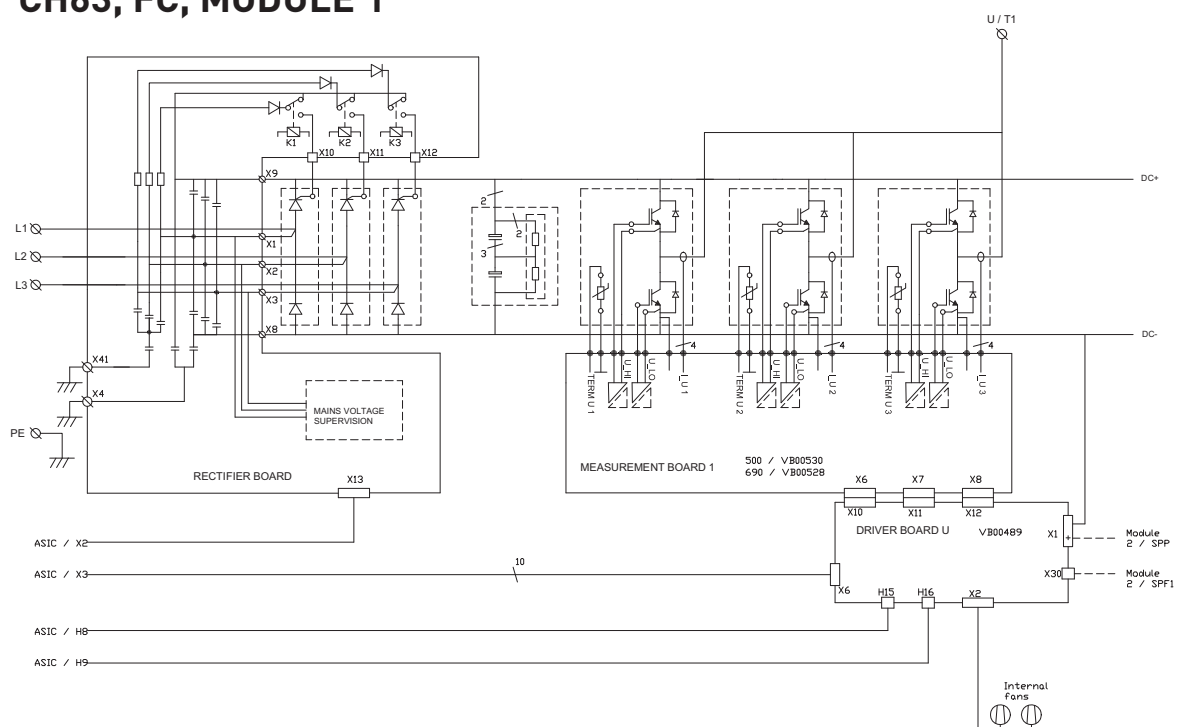 CH63, FC, MODULE 1
U / T1
K1
K2
K3
X10
X11
X12
X9
DC+
2
2
3
L1
L2
L3
X1
X2
X3
X8
DC-
4
4
4
X41
X4
PE
TERM U 1
U_HI
U_LO
I_U 1
TERM U 2
U_HI
U_LO
I_U 2
TERM U 3
U_HI
U_LO
I_U 3
MAINS VOLTAGE
SUPERVISION
RECTIFIER BOARD
X13
MEASUREMENT BOARD 1
500 / VB00530
690 / VB00528
X6
X7
X8
X10
X11
X12
DRIVER BOARD U
VB00489
X1
+
Module
2 / SPP
X30
Module
2 / SPF1
ASIC / X2
ASIC / X3
10
X6
H15
H16
X2
ASIC / H8
ASIC / H9
Internal
fans